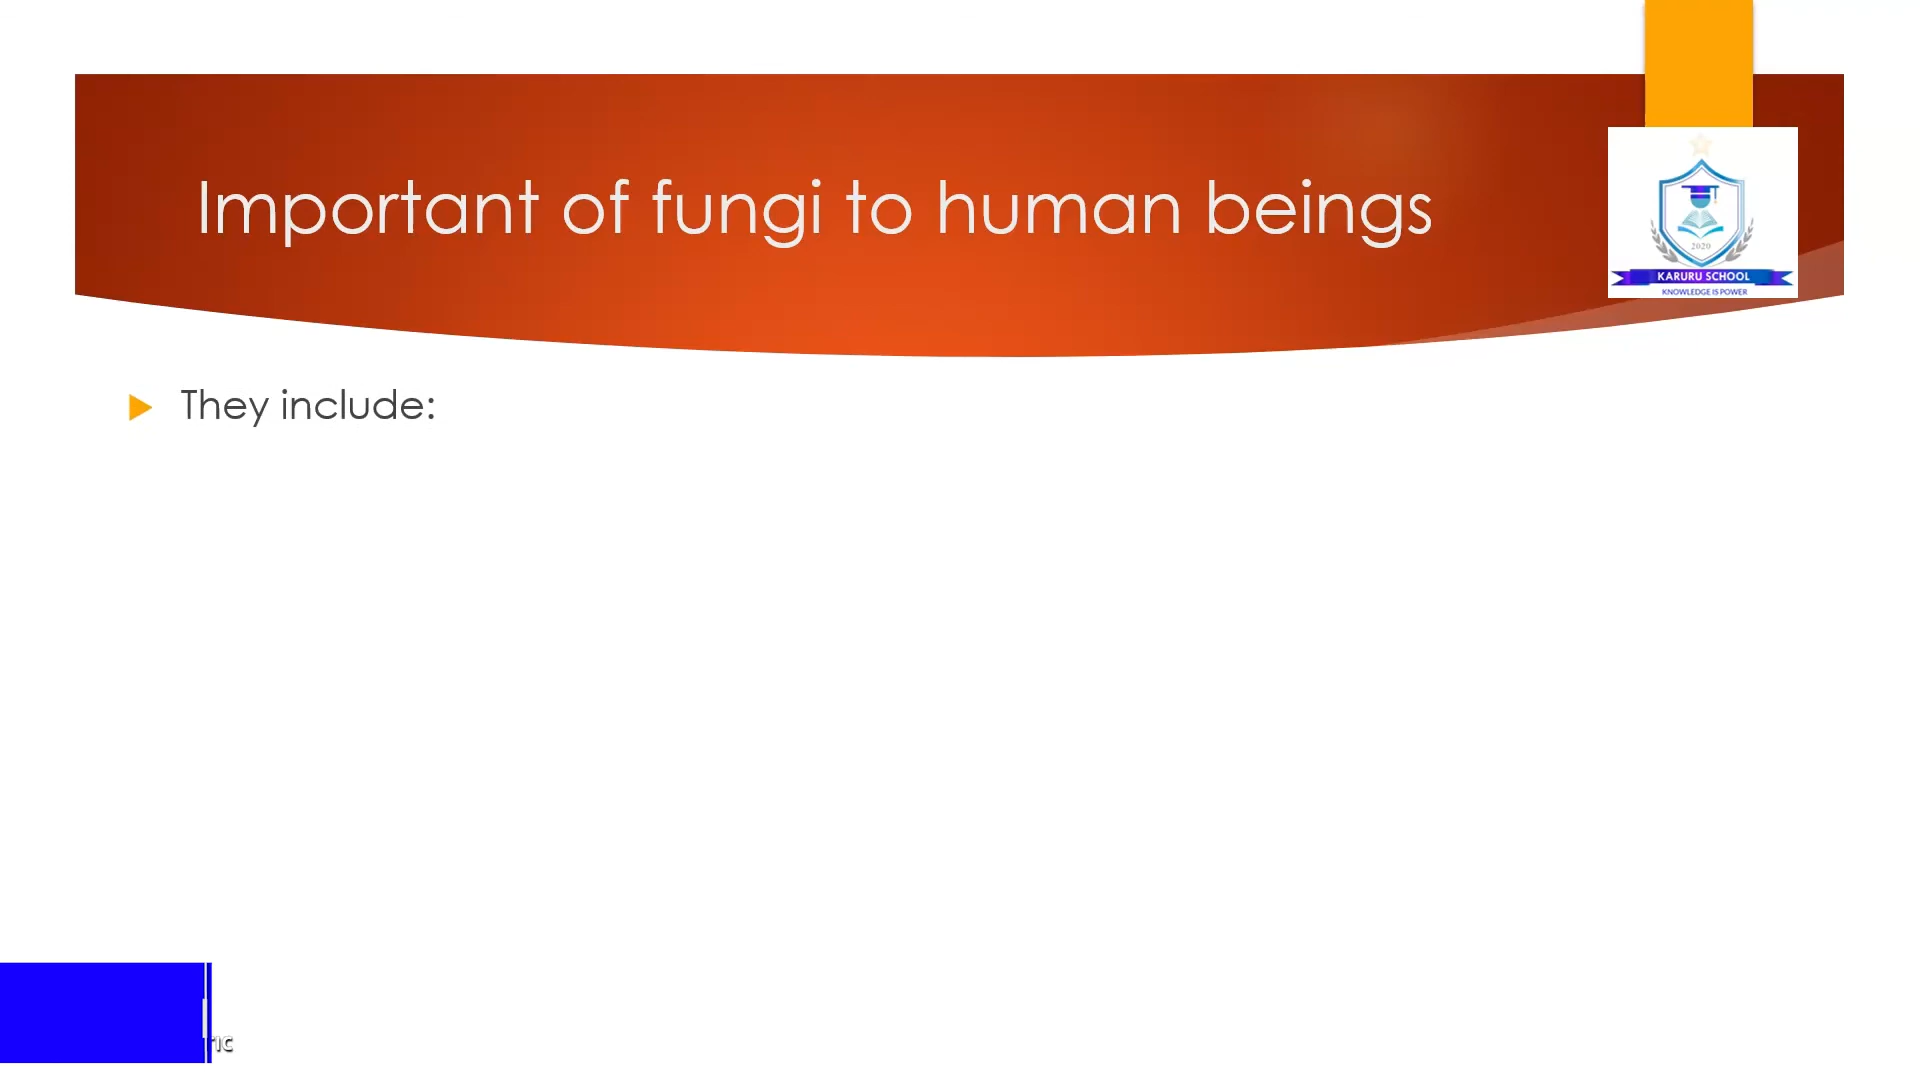 Important of fungi to human beings
2020
KARURU SCHOOL
KNOWLEDGE IS POWER
They include: